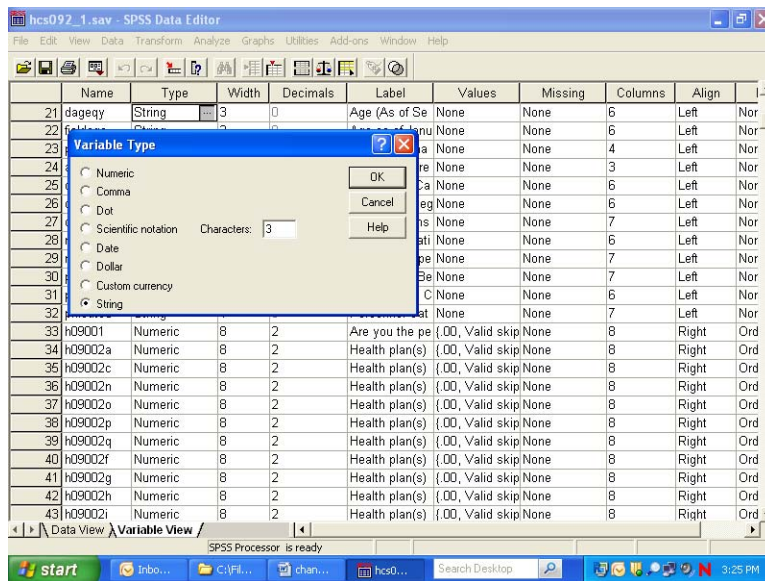 hcs092_1.sav - SPSS Data Editor
File Edit View Data Transform Analyze Graphs Utilities Add-ons Window Help
Name Type Width Decimals Label Values Missing Columns Align
21 dageqy String ... 3 0 Age (As of Se None None 6 Left Nor
22 None None 6 Left Nor
23 None None 4 Left Nor
24 None None 3 Left Nor
25 None None 6 Left Nor
26 None None 6 Left Nor
27 None None 7 Left Nor
28 None None 6 Left Nor
29 None None 7 Left Nor
30 None None 7 Left Nor
31 C None None 6 Left Nor
32 None None 7 Left Nor
Variable Type
Numeric
Comma
Dot
Scientific notation
Date
Dollar
Custom currency
String
Characters: 3
OK
Cancel
Help
33 h09001 Numeric 8 2 Are you the pe {.00, Valid skip None 8 Right Ord
34 h09002a Numeric 8 2 Health plan(s) {.00, Valid skip None 8 Right Ord
35 h09002c Numeric 8 2 Health plan(s) {.00, Valid skip None 8 Right Ord
36 h09002n Numeric 8 2 Health plan(s) {.00, Valid skip None 8 Right Ord
37 h09002o Numeric 8 2 Health plan(s) {.00, Valid skip None 8 Right Ord
38 h09002p Numeric 8 2 Health plan(s) {.00, Valid skip None 8 Right Ord
39 h09002q Numeric 8 2 Health plan(s) {.00, Valid skip None 8 Right Ord
40 h09002f Numeric 8 2 Health plan(s) {.00, Valid skip None 8 Right Ord
41 h09002g Numeric 8 2 Health plan(s) {.00, Valid skip None 8 Right Ord
42 h09002h Numeric 8 2 Health plan(s) {.00, Valid skip None 8 Right Ord
43 h09002i Numeric 8 2 Health plan(s) {.00, Valid skip None 8 Right Ord
Data View Variable View
SPSS Processor is ready
start Inbo... C:\Fil... chan... hcs0... Search Desktop N 3:25 PM